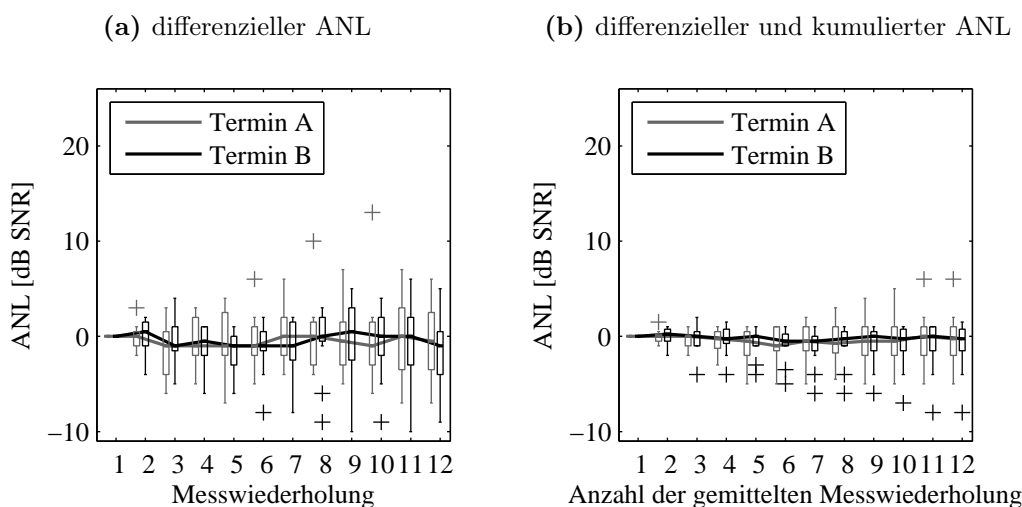 (a) differenzieller ANL
Termin A
Termin B
20
10
0
−10
ANL [dB SNR]
1 2 3 4 5 6 7 8 9 10 11 12
Messwiederholung
(b) differenzieller und kumulierter ANL
Termin A
Termin B
20
10
0
−10
ANL [dB SNR]
1 2 3 4 5 6 7 8 9 10 11 12
Anzahl der gemittelten Messwiederholung